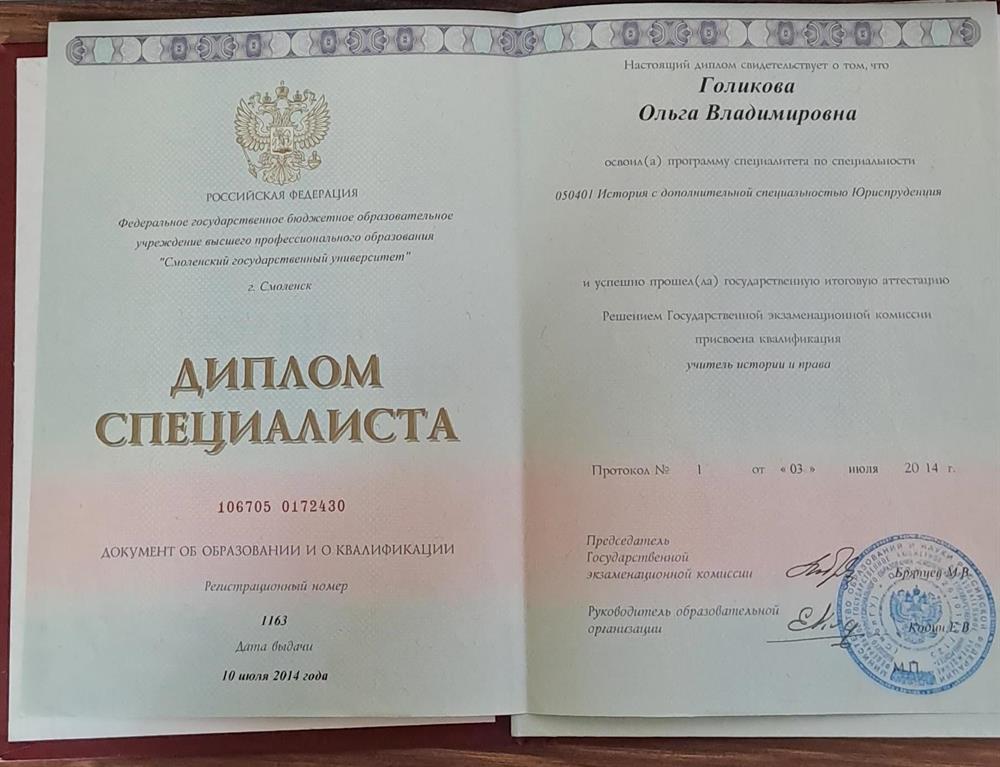 РОССИЙСКАЯ ФЕДЕРАЦИЯ
Федеральное государственное бюджетное образовательное
учреждение высшего профессионального образования
"Смоленский государственный университет"
г. Смоленск
ДИПЛОМ
СПЕЦИАЛИСТА
106705 0172430
ДОКУМЕНТ ОБ ОБРАЗОВАНИИ И О КВАЛИФИКАЦИИ
Регистрационный номер
1163
Дата выдачи
10 июля 2014 года
Настоящий диплом свидетельствует о том, что
Голикова
Ольга Владимировна
освоил(а) программу специалитета по специальности
050401 История с дополнительной специальностью Юриспруденция
и успешно прошел(ла) государственную итоговую аттестацию
Решением Государственной экзаменационной комиссии
присвоена квалификация
учитель истории и права
Протокол № 1 от « 03 » июля 20 14 г.
Председатель
Государственной
экзаменационной комиссии
Брянцев М.В.
Руководитель образовательной
организации
Кодин Е.В.
М.П.